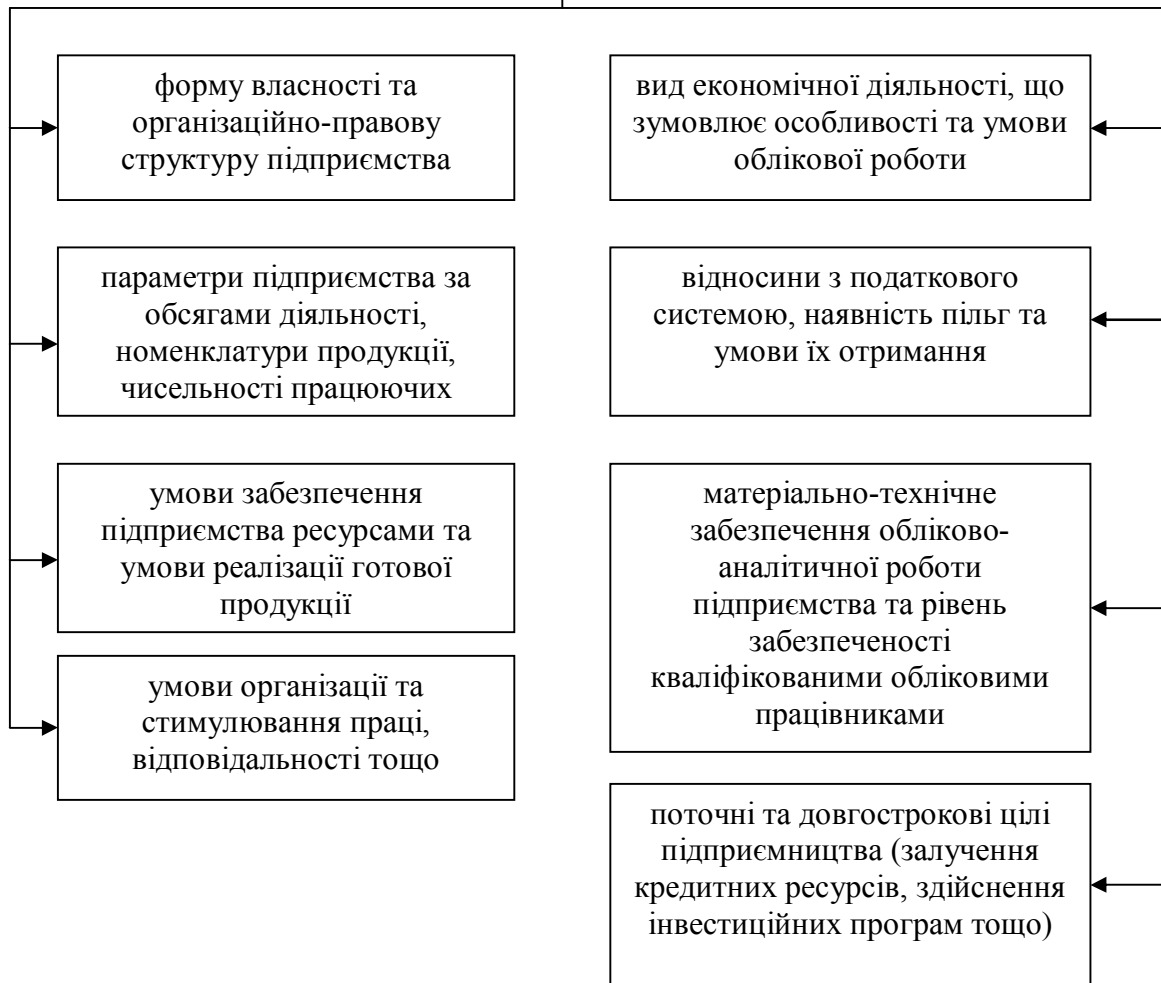 форму власності та
організаційно-правову
структуру підприємства
вид економічної діяльності, що
зумовлює особливості та умови
облікової роботи
параметри підприємства за
обсягами діяльності,
номенклатури продукції,
чисельності працюючих
відносини з податкового
системою, наявність пільг та
умови їх отримання
умови забезпечення
підприємства ресурсами та
умови реалізації готової
продукції
матеріально-технічне
забезпечення обліково-
аналітичної роботи
підприємства та рівень
забезпеченості
кваліфікованими обліковими
працівниками
умови організації та
стимулювання праці,
відповідальності тощо
поточні та довгострокові цілі
підприємництва (залучення
кредитних ресурсів, здійснення
інвестиційних програм тощо)